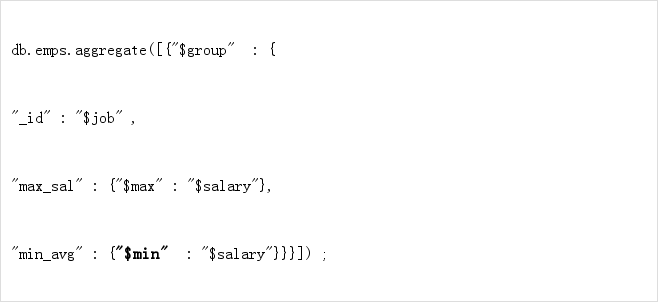 db.emps.aggregate([{"$group" : {
"_id" : "$job" ,
"max_sal" : {"$max" : "$salary"},
"min_avg" : {"$min" : "$salary"}}}]) ;